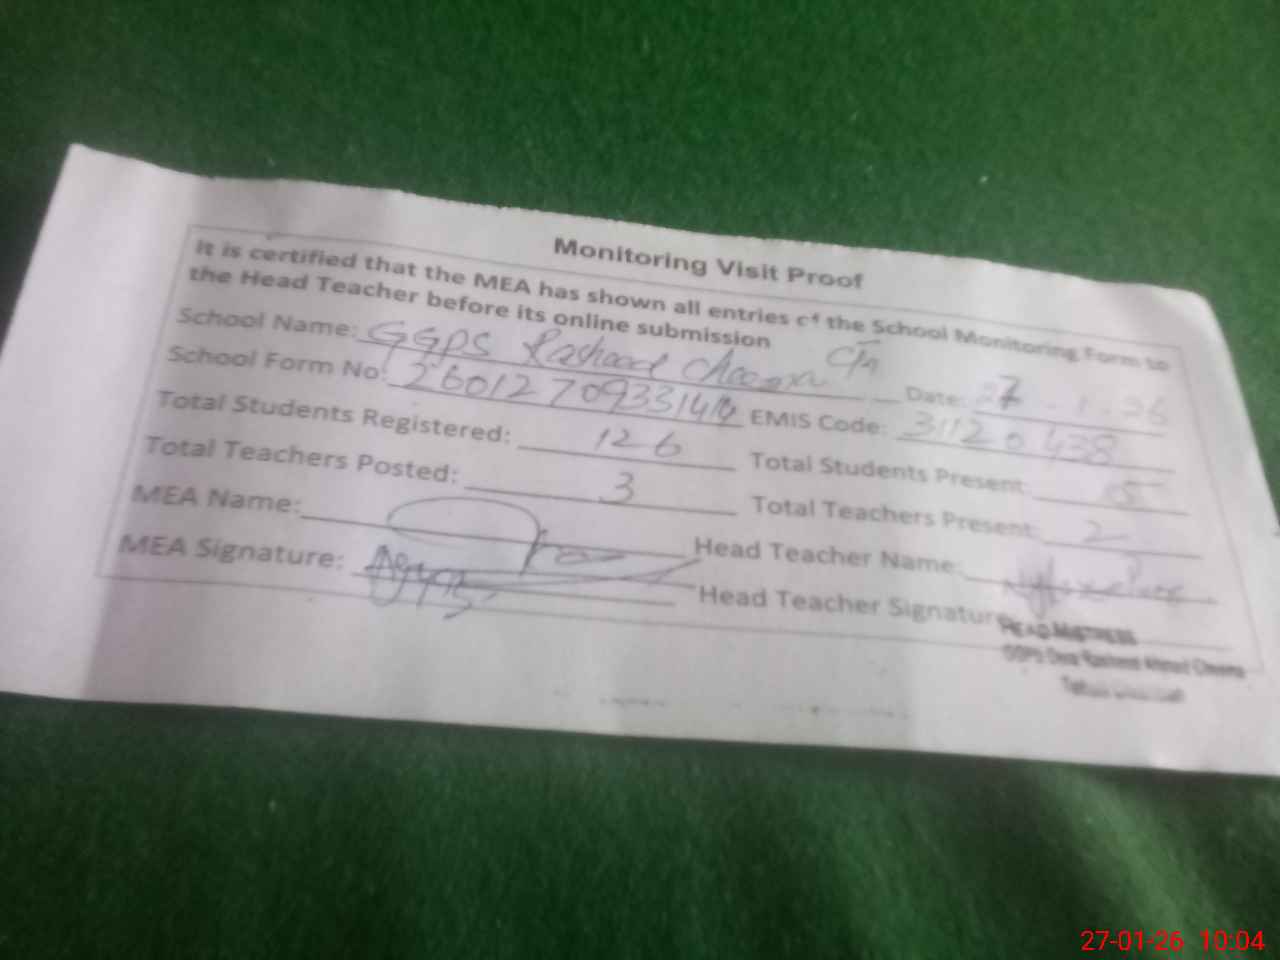 Monitoring Visit Proof
It is certified that the MEA has shown all entries of the School Monitoring Form to
the Head Teacher before its online submission
School Name: GGPS Rasheed Cheema
Date: 27.1.26
School Form No: EMIS Code: 31120438
Total Students Registered: 126 Total Students Present:
Total Teachers Posted: 3 Total Teachers Present: 2
MEA Name: Head Teacher Name:
MEA Signature: Head Teacher Signature
HEAD MISTRESS
27-01-26 10:04